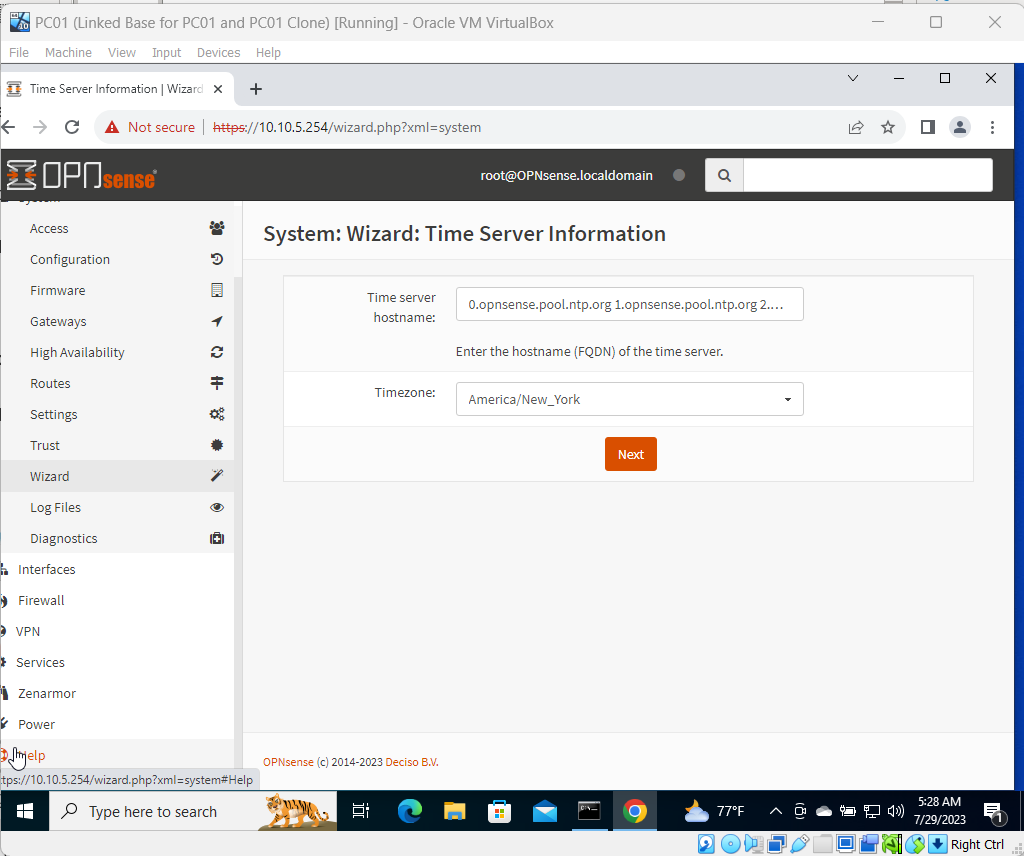 PC01 (Linked Base for PC01 and PC01 Clone) [Running] - Oracle VM VirtualBox
File Machine View Input Devices Help
Time Server Information | Wizard
Not secure https://10.10.5.254/wizard.php?xml=system
OPNsense
root@OPNsense.localdomain
Access
Configuration
Firmware
Gateways
High Availability
Routes
Settings
Trust
Wizard
Log Files
Diagnostics
Interfaces
Firewall
VPN
Services
Zenarmor
Power
Help
System: Wizard: Time Server Information
Time server
hostname:
0.opnsense.pool.ntp.org 1.opnsense.pool.ntp.org 2....
Enter the hostname (FQDN) of the time server.
Timezone:
America/New_York
Next
OPNsense (c) 2014-2023 Deciso B.V.
ttps://10.10.5.254/wizard.php?xml=system#Help
Type here to search
77°F
5:28 AM
7/29/2023
1
Right Ctrl